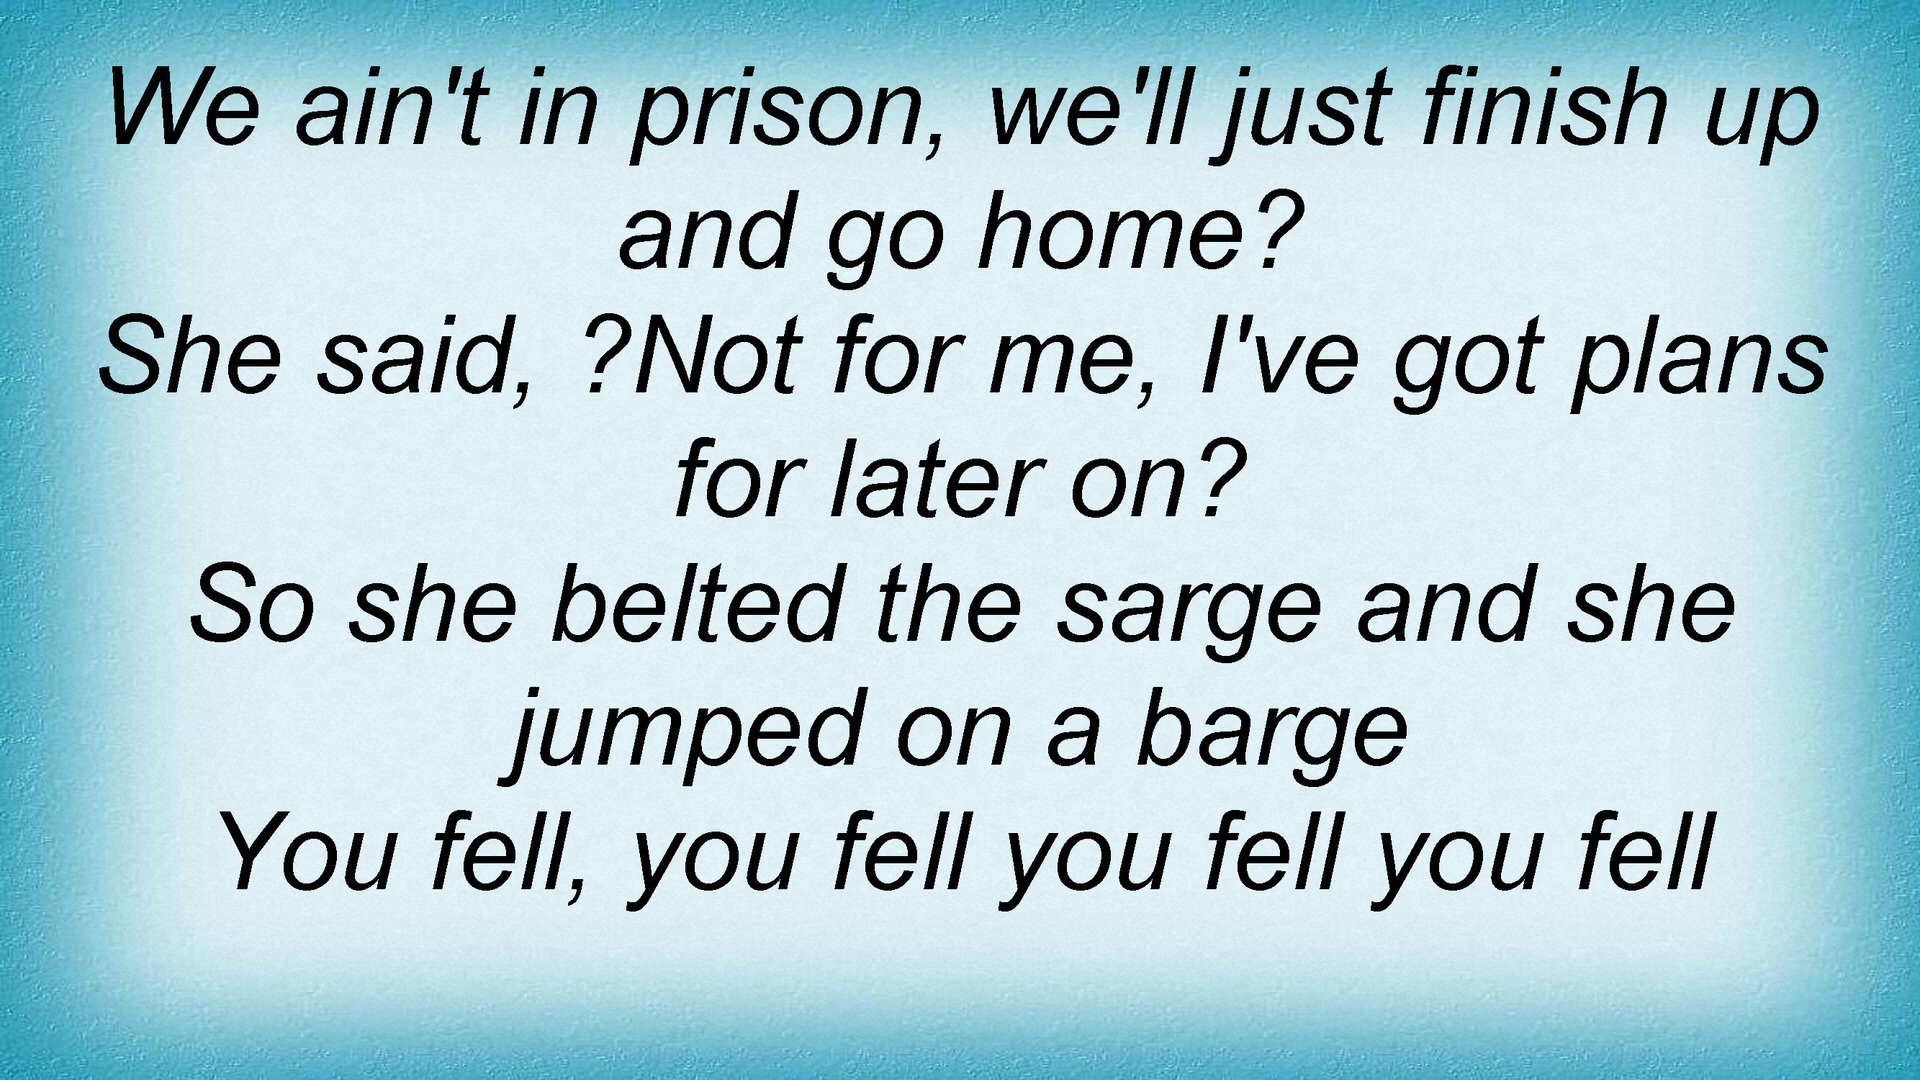 We ain't in prison, we'll just finish up
and go home?
She said, ?Not for me, I've got plans
for later on?
So she belted the sarge and she
jumped on a barge
You fell, you fell you fell you fell